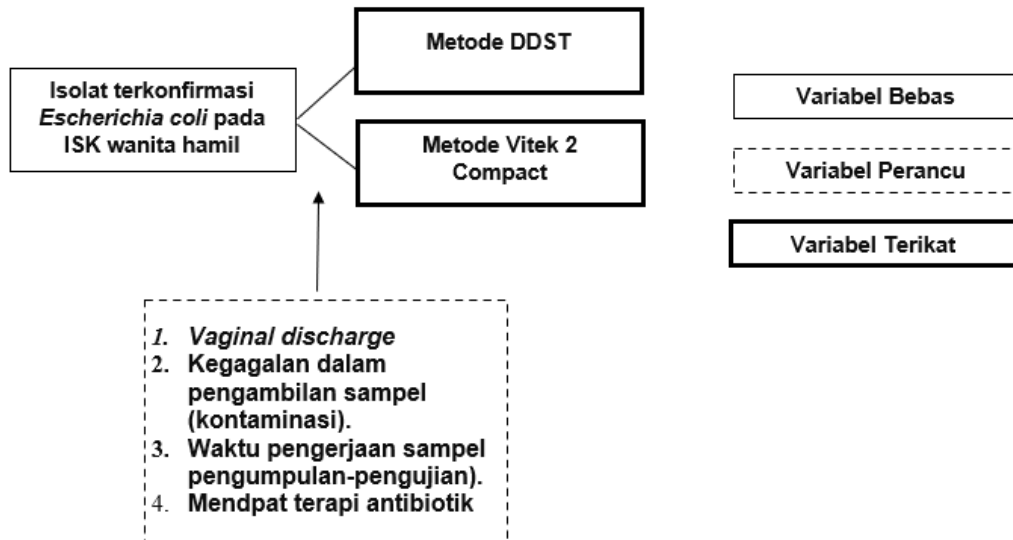 Metode DDST
Isolat terkonfirmasi
Escherichia coli pada
ISK wanita hamil
Metode Vitek 2
Compact
Variabel Bebas
Variabel Perancu
Variabel Terikat
1. Vaginal discharge
2. Kegagalan dalam
pengambilan sampel
(kontaminasi).
3. Waktu pengerjaan sampel
pengumpulan-pengujian).
4. Mendpat terapi antibiotik